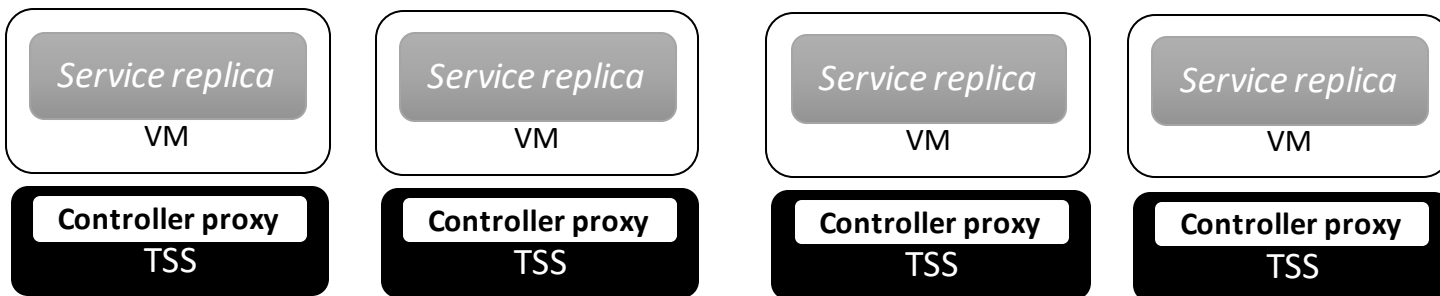 Service replica
VM
Controller proxy
TSS
Service replica
VM
Controller proxy
TSS
Service replica
VM
Controller proxy
TSS
Service replica
VM
Controller proxy
TSS